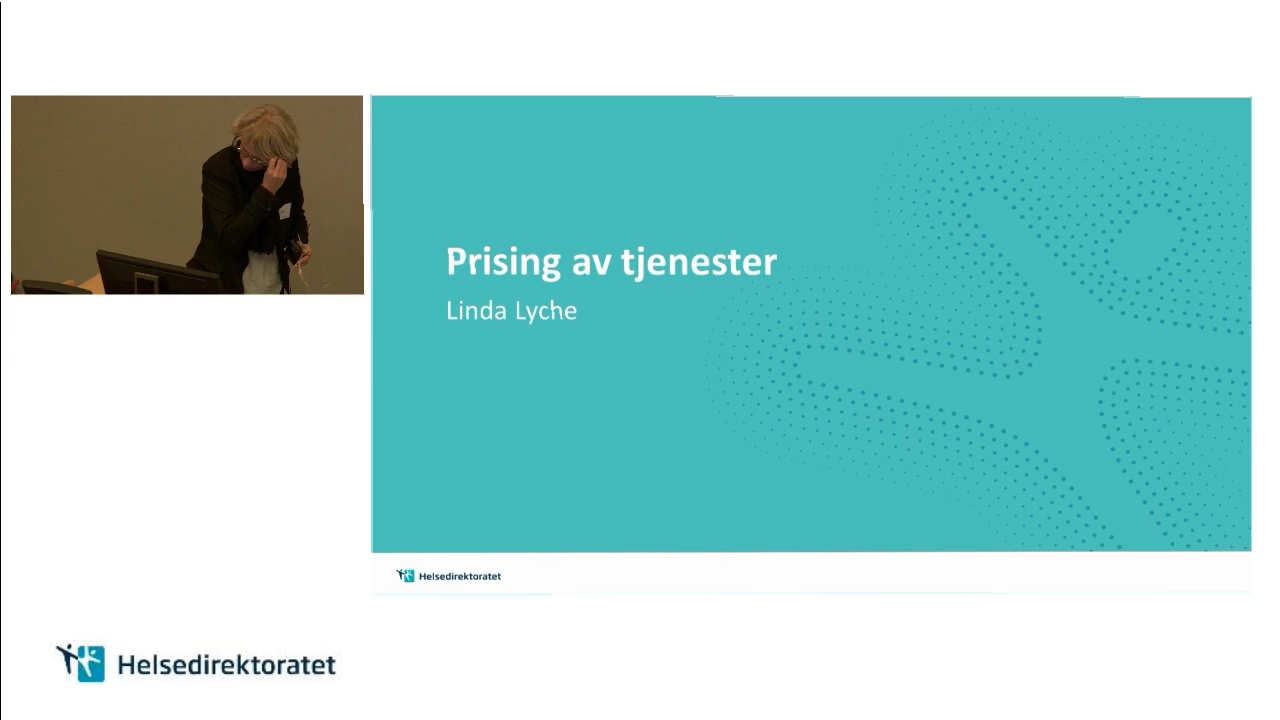 Prising av tjenester
Linda Lyche
Helsedirektoratet
Helsedirektoratet